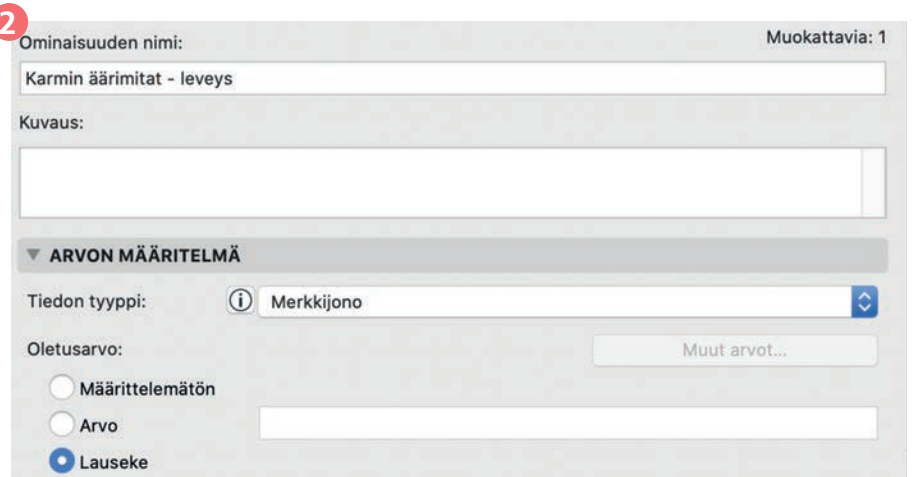 2
Ominaisuuden nimi: Muokattavia: 1
Karmin äärimitat - leveys
Kuvaus:
ARVON MÄÄRITELMÄ
Tiedon tyyppi: i Merkkijono
Oletusarvo: Muut arvot...
Määrittelemätön
Arvo
Lauseke